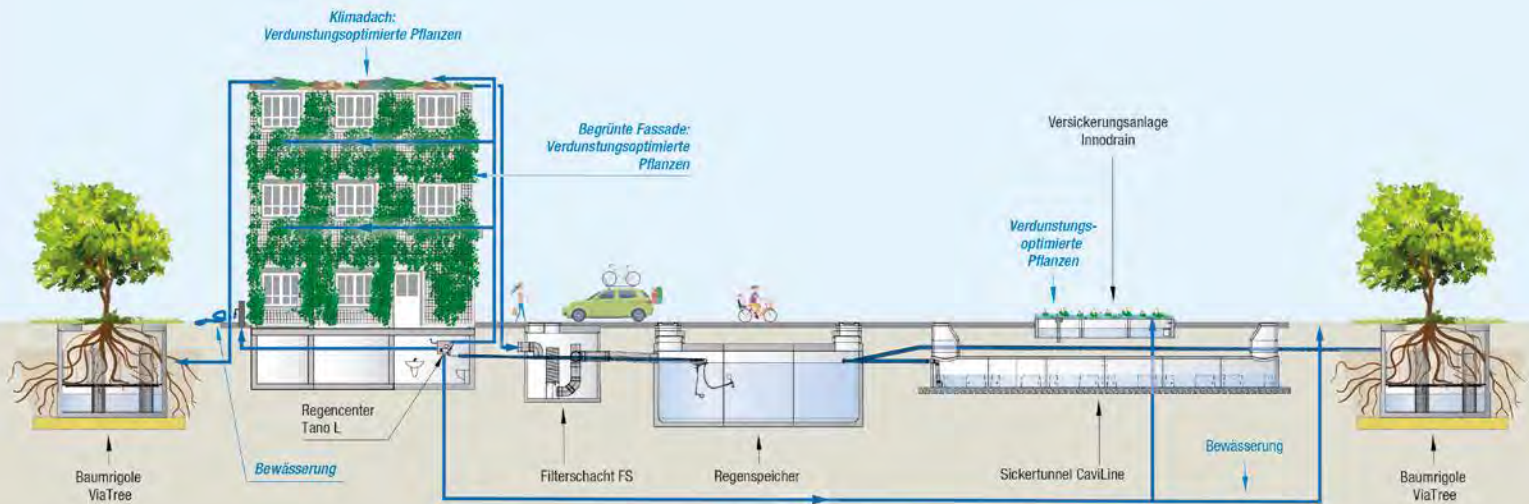 Klimadach:
Verdunstungsoptimierte Pflanzen
Begrünte Fassade:
Verdunstungsoptimierte
Pflanzen
Versickerungsanlage
Innodrain
Verdunstungs-
optimierte
Pflanzen
Regencenter
Tano L
Bewässerung
Baumrigole
ViaTree
Filterschacht FS
Regenspeicher
Sickertunnel CaviLine
Bewässerung
Baumrigole
ViaTree